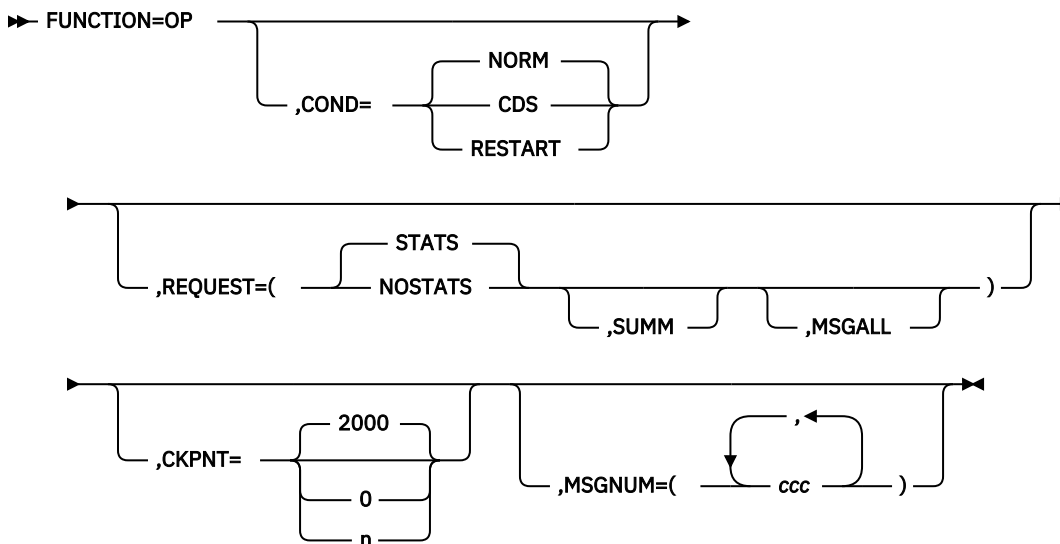 FUNCTION=OP
NORM
,COND=
CDS
RESTART
STATS
,REQUEST=(
NOSTATS
)
,SUMM
,MSGALL
2000
,
,CKPNT=
0
n
,MSGNUM=(
ccc
)